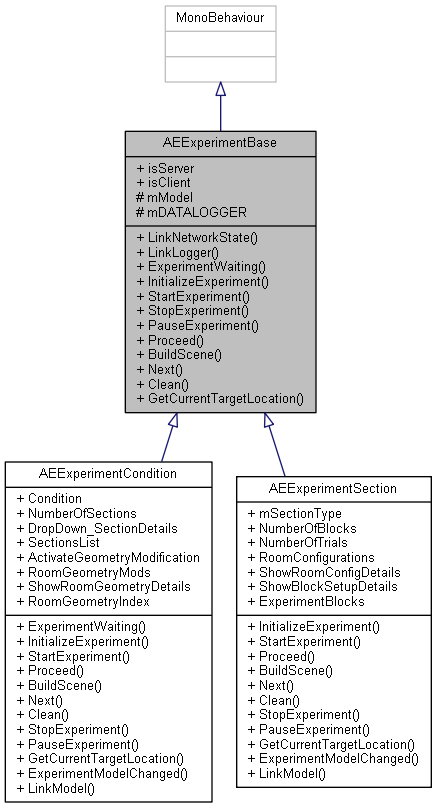 MonoBehaviour
AEExperimentBase
+ isServer
+ isClient
# mModel
# mDATALOGGER
+ LinkNetworkState()
+ LinkLogger()
+ ExperimentWaiting()
+ InitializeExperiment()
+ StartExperiment()
+ StopExperiment()
+ PauseExperiment()
+ Proceed()
+ BuildScene()
+ Next()
+ Clean()
+ GetCurrentTargetLocation()
AEExperimentCondition
+ Condition
+ NumberOfSections
+ DropDown_SectionDetails
+ SectionsList
+ ActivateGeometryModification
+ RoomGeometryMods
+ ShowRoomGeometryDetails
+ RoomGeometryIndex
+ ExperimentWaiting()
+ InitializeExperiment()
+ StartExperiment()
+ Proceed()
+ BuildScene()
+ Next()
+ Clean()
+ StopExperiment()
+ PauseExperiment()
+ GetCurrentTargetLocation()
+ ExperimentModelChanged()
+ LinkModel()
AEExperimentSection
+ mSectionType
+ NumberOfBlocks
+ NumberOfTrials
+ RoomConfigurations
+ ShowRoomConfigDetails
+ ShowBlockSetupDetails
+ ExperimentBlocks
+ InitializeExperiment()
+ StartExperiment()
+ Proceed()
+ BuildScene()
+ Next()
+ Clean()
+ StopExperiment()
+ PauseExperiment()
+ GetCurrentTargetLocation()
+ ExperimentModelChanged()
+ LinkModel()